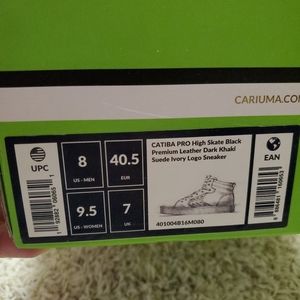 CARIUMA.CO
UPC
8
US - MEN
40.5
EUR
9.5
US - WOMEN
7
UK
CATIBA PRO High Skate Black
Premium Leather Dark Khaki
Suede Ivory Logo Sneaker
401004B16M080
EAN